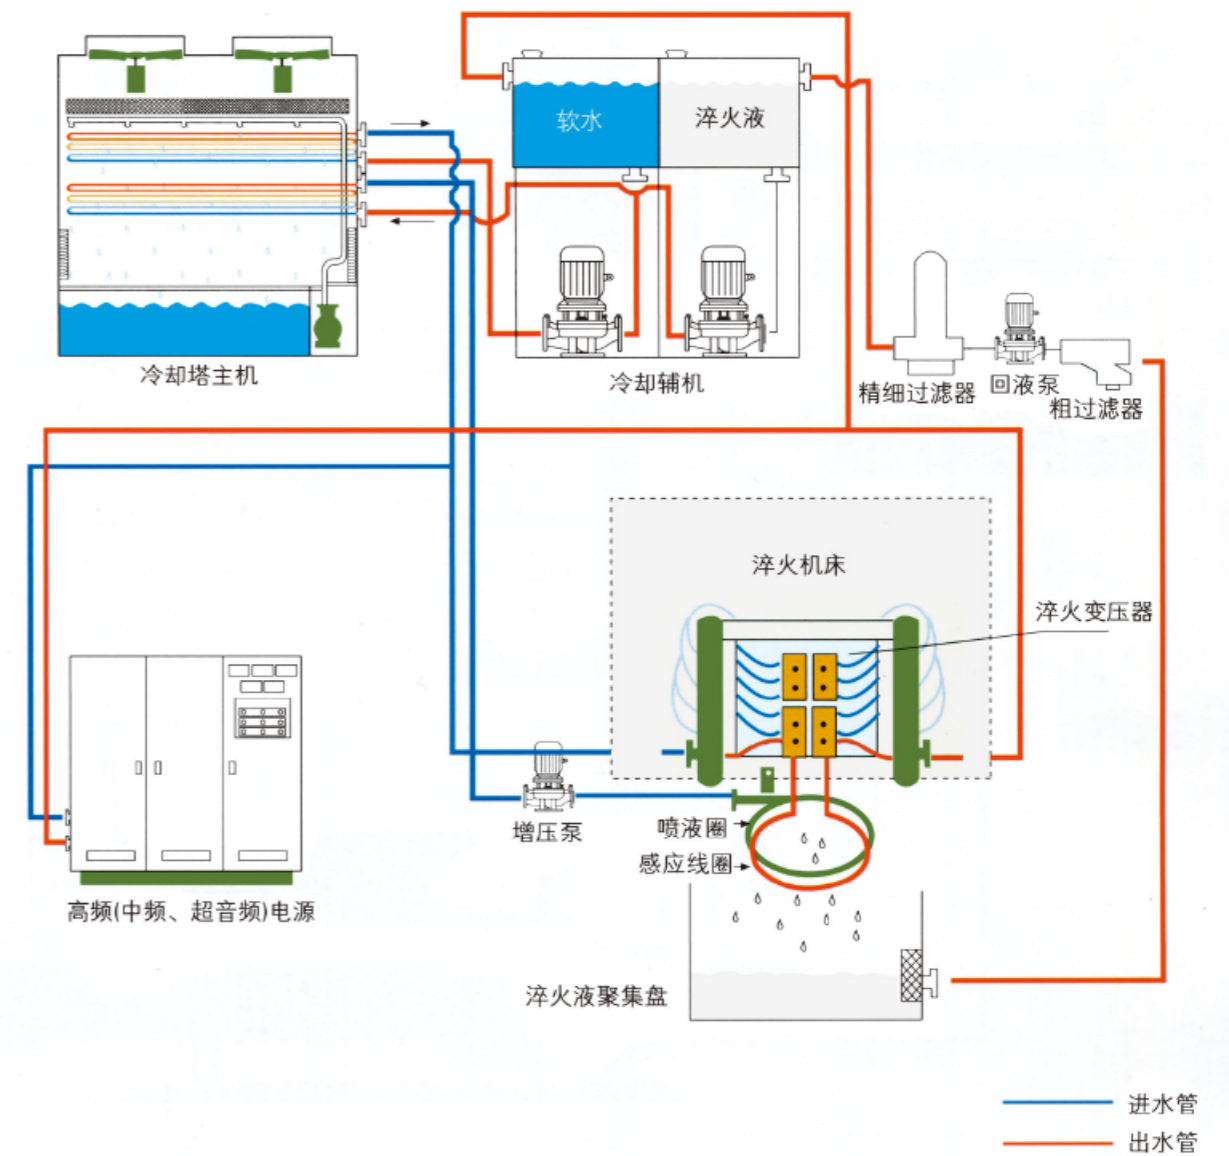 软水
淬火液
冷却塔主机
冷却辅机
精细过滤器
回液泵
粗过滤器
淬火机床
淬火变压器
增压泵
喷液圈
感应线圈
高频(中频、超音频)电源
淬火液聚集盘
进水管
出水管